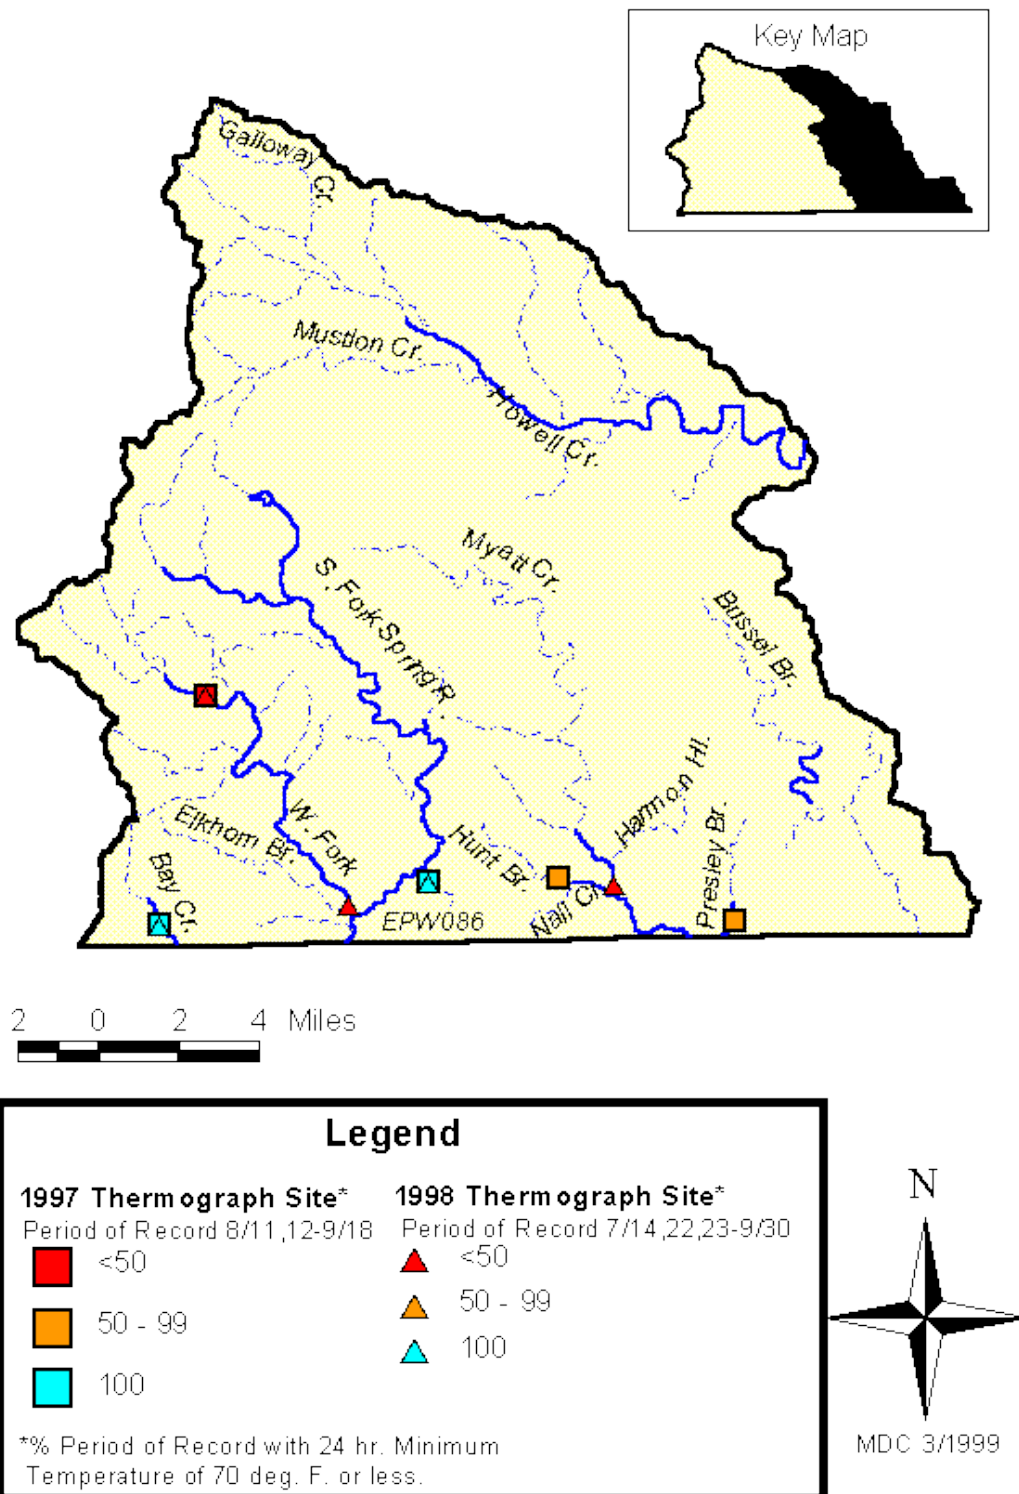 Key Map
Galloway Cr.
Mustion Cr.
Howell Cr.
Myatt Cr.
S. Fork Spring R.
Bussel Br.
Harmon Hl.
Elkhorn Br.
W. Fork
Hunt Br.
Presley Br.
Bay Cr.
Nail Cr.
EPW086
2 0 2 4 Miles
Legend
1997 Thermograph Site*
Period of Record 8/11,12-9/18
<50
50 - 99
100
1998 Thermograph Site*
Period of Record 7/14,22,23-9/30
<50
50 - 99
100
*% Period of Record with 24 hr. Minimum
Temperature of 70 deg. F. or less.
N
MDC 3/1999